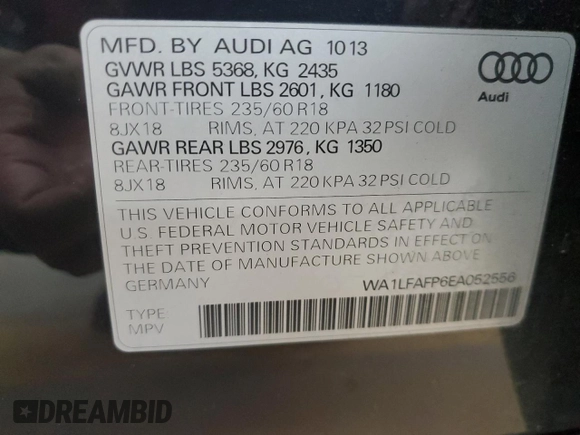 MFD. BY AUDI AG 10 13
GVWR LBS 5368, KG 2435
GAWR FRONT LBS 2601, KG 1180
FRONT-TIRES 235/60 R18
8JX18 RIMS, AT 220 KPA 32 PSI COLD
GAWR REAR LBS 2976, KG 1350
REAR-TIRES 235/60 R18
8JX18 RIMS, AT 220 KPA 32 PSI COLD
Audi
THIS VEHICLE CONFORMS TO ALL APPLICABLE
U.S. FEDERAL MOTOR VEHICLE SAFETY AND
THEFT PREVENTION STANDARDS IN EFFECT ON
THE DATE OF MANUFACTURE SHOWN ABOVE
GERMANY WA1LFAFP6EA052556
TYPE
MPV
DREAMBID